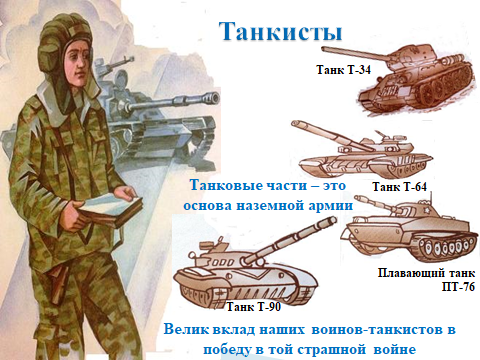 Танкисты
Танк Т-34
Танковые части – это
основа наземной армии
Танк Т-64
Плавающий танк
ПТ-76
Танк Т-90
Велик вклад наших воинов-танкистов в
победу в той страшной войне